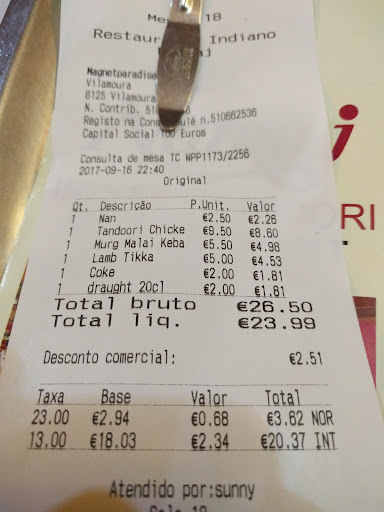 18
Restaur Indiano
Magnetparadise
Vilamoura
8125 Vilamoura
N. Contrib.
Registo na n.510662536
Capital Social 100 Euros
Consulta de mesa TC WPP1173/2256
2017-09-16 22:40
Original
Qt. Descrição P.Unit. Valor
1 Nan €2.50 €2.26
1 Tandoori Chicke €9.50 €8.60
1 Murg Malai Keba €5.50 €4.98
1 Lamb Tikka €5.00 €4.53
1 Coke €2.00 €1.81
1 draught 20cl €2.00 €1.81
Total bruto €26.50
Total liq. €23.99
Desconto comercial: €2.51
Taxa Base Valor Total
23.00 €2.94 €0.68 €3.62 NOR
13.00 €18.03 €2.34 €20.37 INT
Atendido por:sunny
ORI